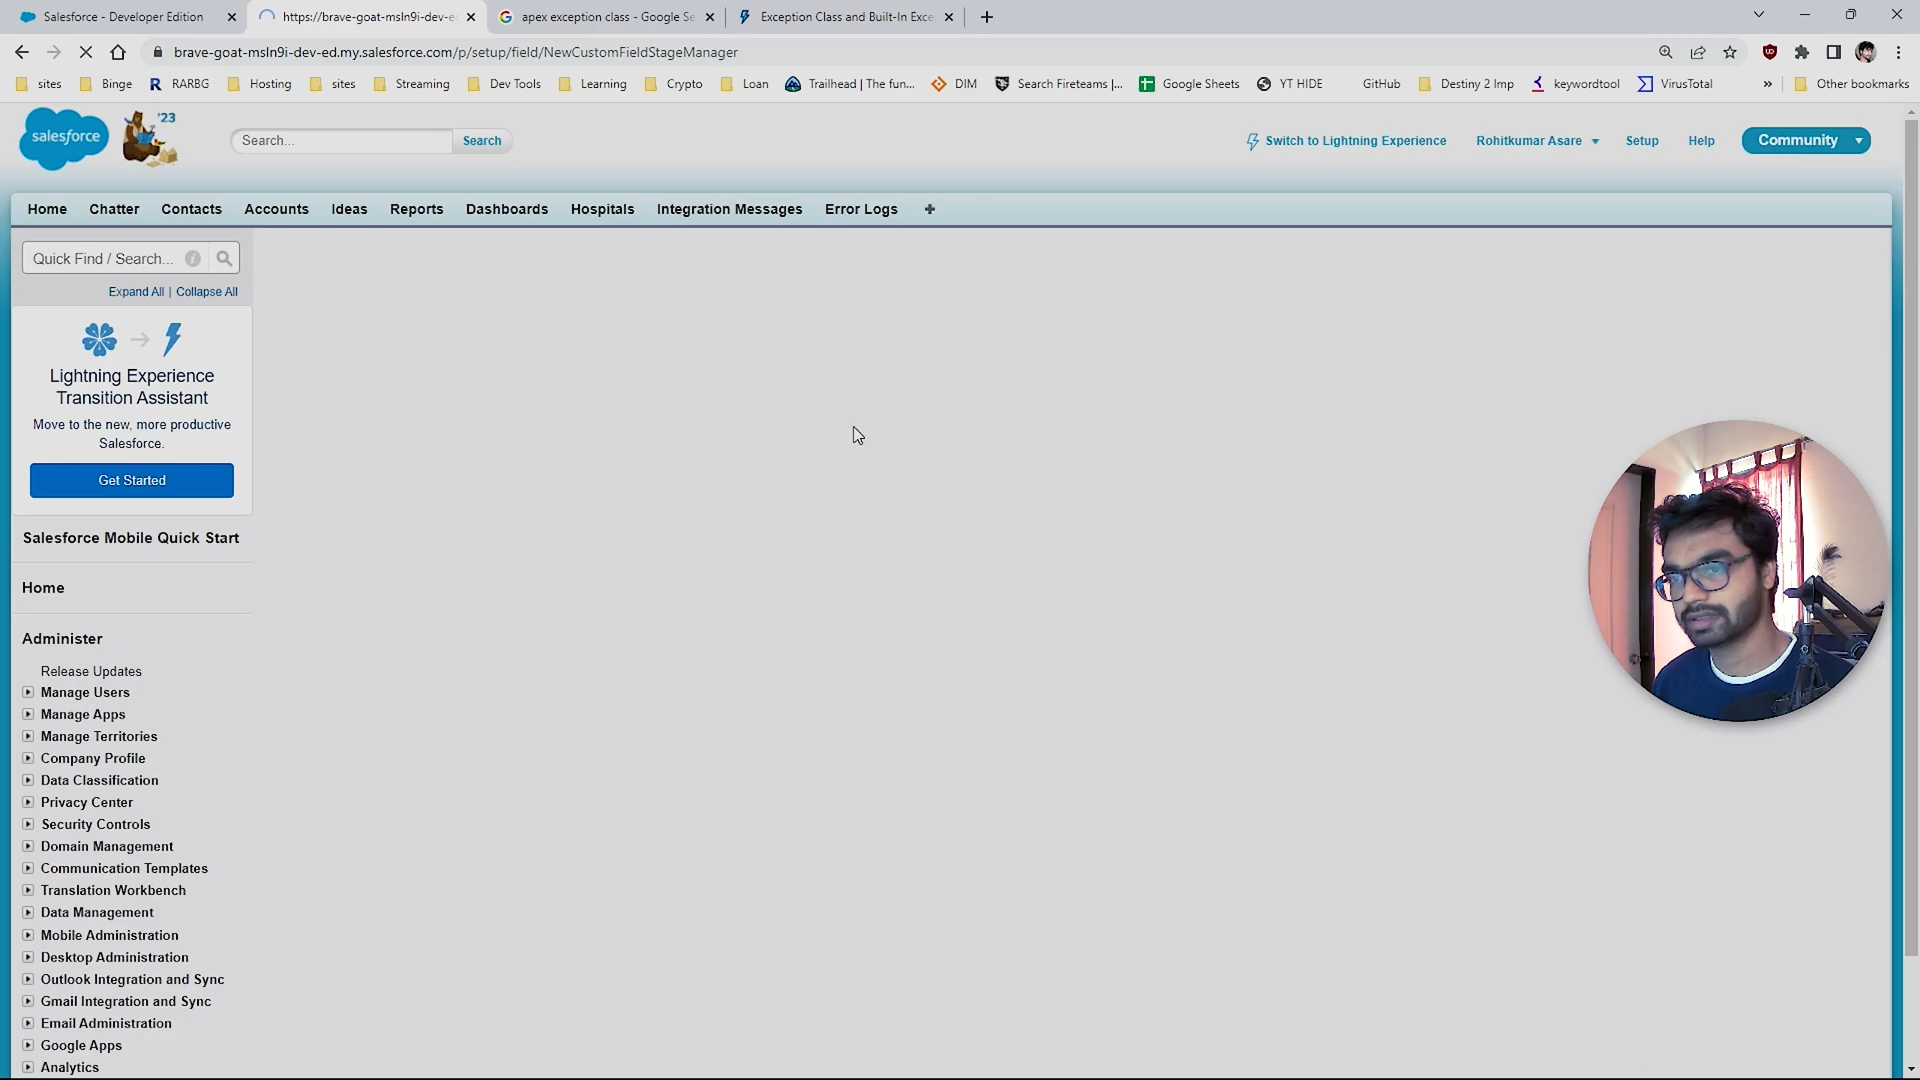 Salesforce - Developer Edition
https://brave-goat-msln9i-dev-e
apex exception class - Google Se
Exception Class and Built-In Exce
brave-goat-msln9i-dev-ed.my.salesforce.com/p/setup/field/NewCustomFieldStageManager
sites
Binge
R RARBG
Hosting
sites
Streaming
Dev Tools
Learning
Crypto
Loan
Trailhead | The fun...
DIM
Search Fireteams |...
Google Sheets
YT HIDE
GitHub
Destiny 2 Imp
keywordtool
VirusTotal
»
Other bookmarks
salesforce
'23
Search...
Search
Switch to Lightning Experience
Rohitkumar Asare
Setup
Help
Community
Home
Chatter
Contacts
Accounts
Ideas
Reports
Dashboards
Hospitals
Integration Messages
Error Logs
+
Quick Find / Search...
Expand All | Collapse All
Lightning Experience
Transition Assistant
Move to the new, more productive
Salesforce.
Get Started
Salesforce Mobile Quick Start
Home
Administer
Release Updates
Manage Users
Manage Apps
Manage Territories
Company Profile
Data Classification
Privacy Center
Security Controls
Domain Management
Communication Templates
Translation Workbench
Data Management
Mobile Administration
Desktop Administration
Outlook Integration and Sync
Gmail Integration and Sync
Email Administration
Google Apps
Analytics